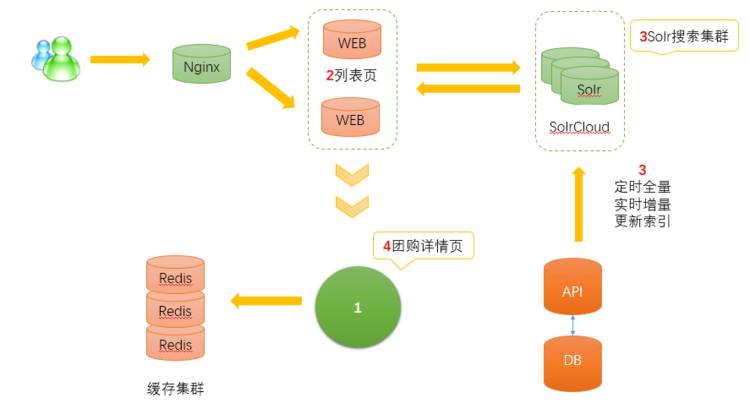 Nginx
WEB
2列表页
WEB
3Solr搜索集群
Solr
SolrCloud
3
定时全量
实时增量
更新索引
4团购详情页
1
Redis
Redis
Redis
缓存集群
API
DB